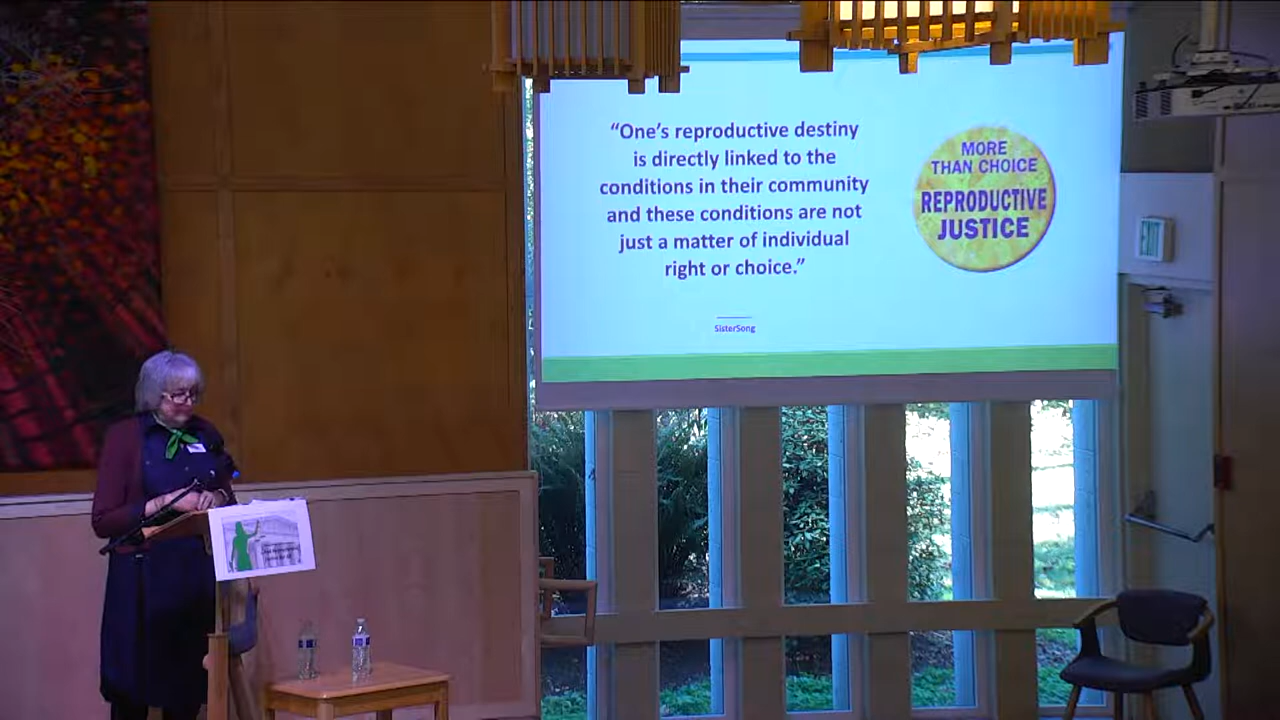 “One’s reproductive destiny
is directly linked to the
conditions in their community
and these conditions are not
just a matter of individual
right or choice.”
SisterSong
MORE
THAN CHOICE
REPRODUCTIVE
JUSTICE